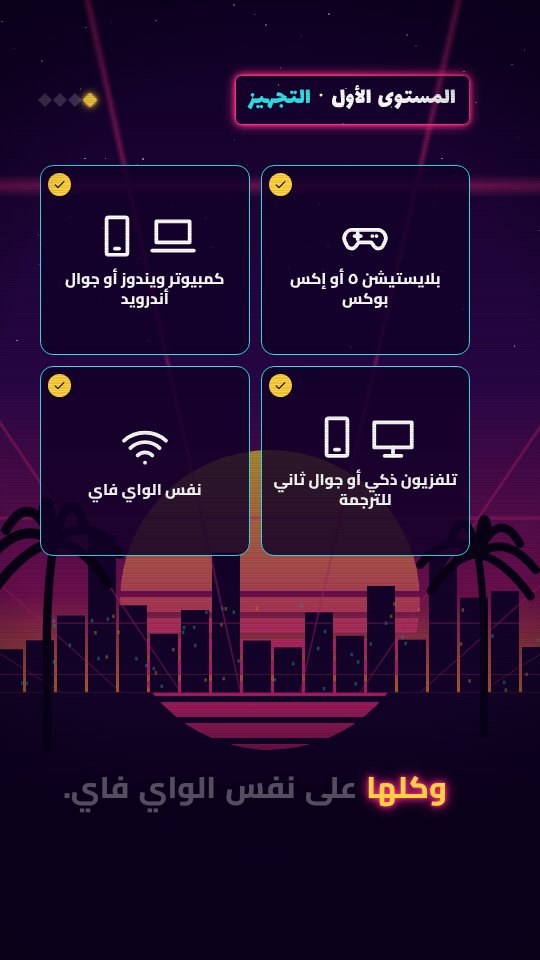 المستوى الأول · التجهيز
بلايستيشن ٥ أو إكس
بوكس
كمبيوتر ويندوز أو جوال
أندرويد
تلفزيون ذكي أو جوال ثاني
للترجمة
نفس الواي فاي
وكلها على نفس الواي فاي.